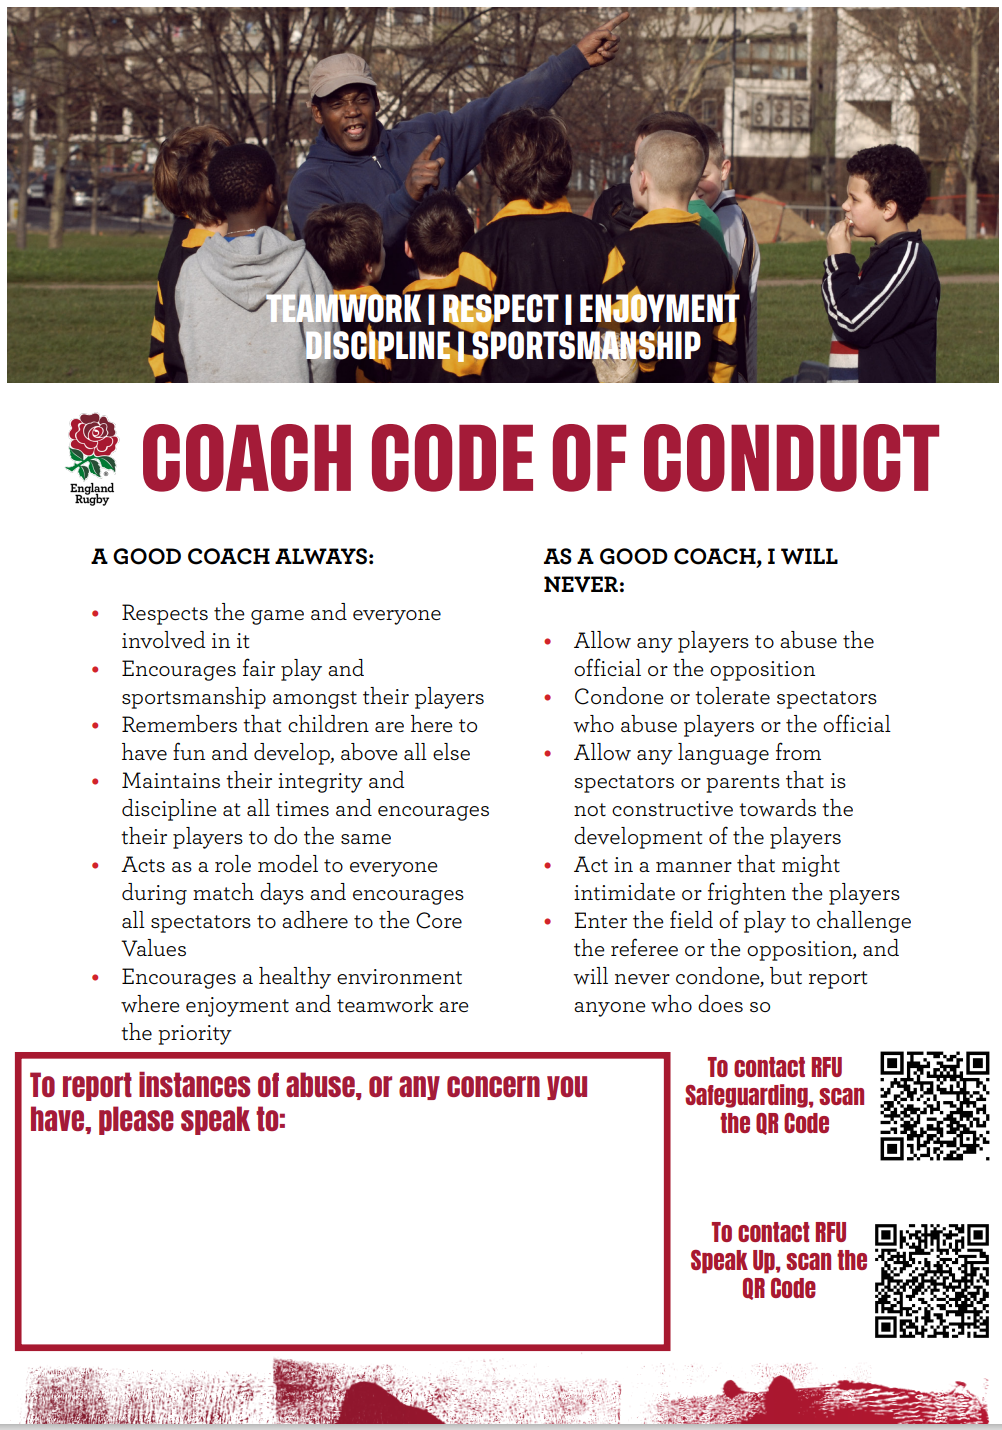 TEAMWORK | RESPECT | ENJOYMENT
DISCIPLINE | SPORTSMANSHIP
England
Rugby
COACH CODE OF CONDUCT
A GOOD COACH ALWAYS:
• Respects the game and everyone
involved in it
• Encourages fair play and
sportsmanship amongst their players
• Remembers that children are here to
have fun and develop, above all else
• Maintains their integrity and
discipline at all times and encourages
their players to do the same
• Acts as a role model to everyone
during match days and encourages
all spectators to adhere to the Core
Values
• Encourages a healthy environment
where enjoyment and teamwork are
the priority
AS A GOOD COACH, I WILL
NEVER:
• Allow any players to abuse the
official or the opposition
• Condone or tolerate spectators
who abuse players or the official
• Allow any language from
spectators or parents that is
not constructive towards the
development of the players
• Act in a manner that might
intimidate or frighten the players
• Enter the field of play to challenge
the referee or the opposition, and
will never condone, but report
anyone who does so
To report instances of abuse, or any concern you
have, please speak to:
To contact RFU
Safeguarding, scan
the QR Code
To contact RFU
Speak Up, scan the
QR Code